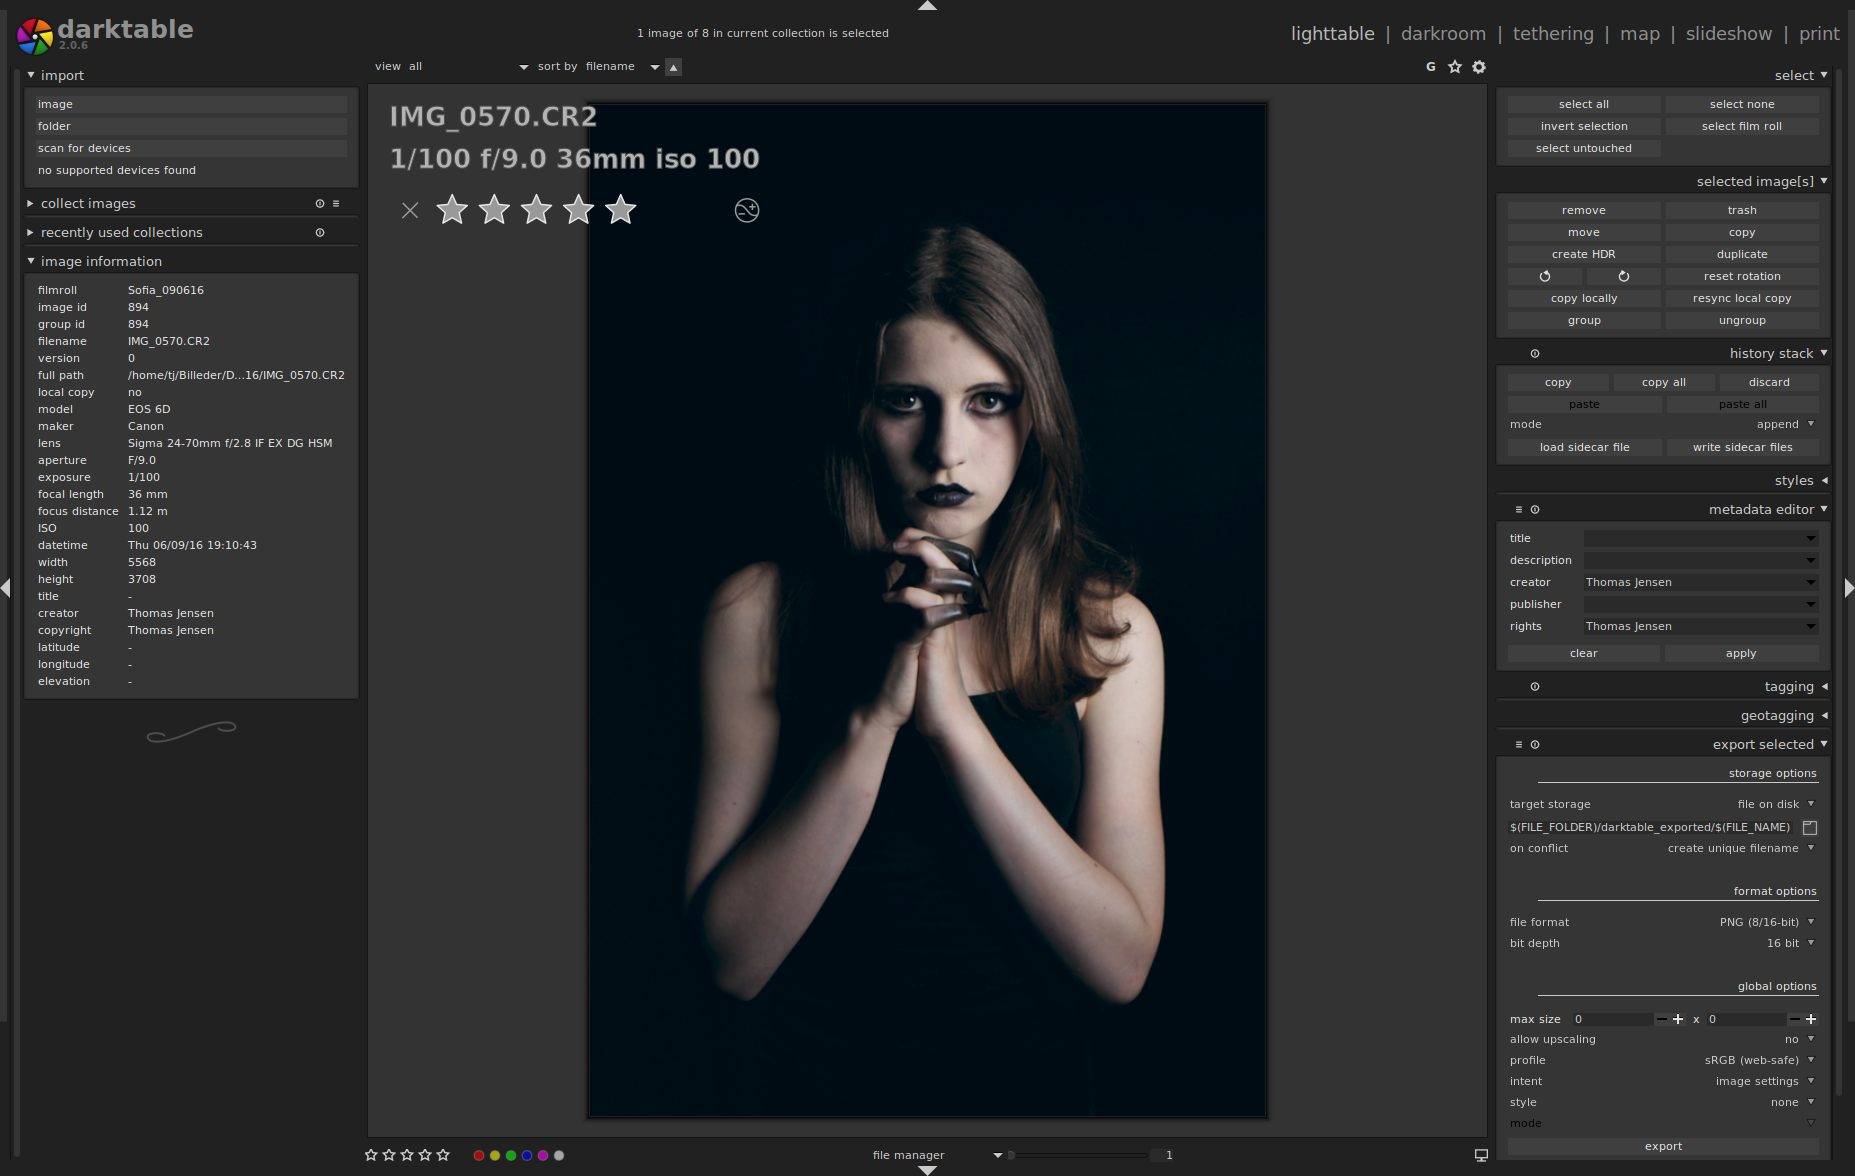 darktable
2.0.6
1 image of 8 in current collection is selected
lighttable | darkroom | tethering | map | slideshow | print
view all sort by filename
G
import
image
folder
scan for devices
no supported devices found
collect images
recently used collections
image information
filmroll Sofia_090616
image id 894
group id 894
filename IMG_0570.CR2
version 0
full path /home/tj/Billeder/D...16/IMG_0570.CR2
local copy no
model EOS 6D
maker Canon
lens Sigma 24-70mm f/2.8 IF EX DG HSM
aperture F/9.0
exposure 1/100
focal length 36 mm
focus distance 1.12 m
ISO 100
datetime Thu 06/09/16 19:10:43
width 5568
height 3708
title -
creator Thomas Jensen
copyright Thomas Jensen
latitude -
longitude -
elevation -
IMG_0570.CR2
1/100 f/9.0 36mm iso 100
file manager 1
select
select all select none
invert selection select film roll
select untouched
selected image[s]
remove trash
move copy
create HDR duplicate
reset rotation
copy locally resync local copy
group ungroup
history stack
copy copy all discard
paste paste all
mode append
load sidecar file write sidecar files
styles
metadata editor
title
description
creator Thomas Jensen
publisher
rights Thomas Jensen
clear apply
tagging
geotagging
export selected
storage options
target storage file on disk
$(FILE_FOLDER)/darktable_exported/$(FILE_NAME)
on conflict create unique filename
format options
file format PNG (8/16-bit)
bit depth 16 bit
global options
max size 0 x 0
allow upscaling no
profile sRGB (web-safe)
intent image settings
style none
mode
export